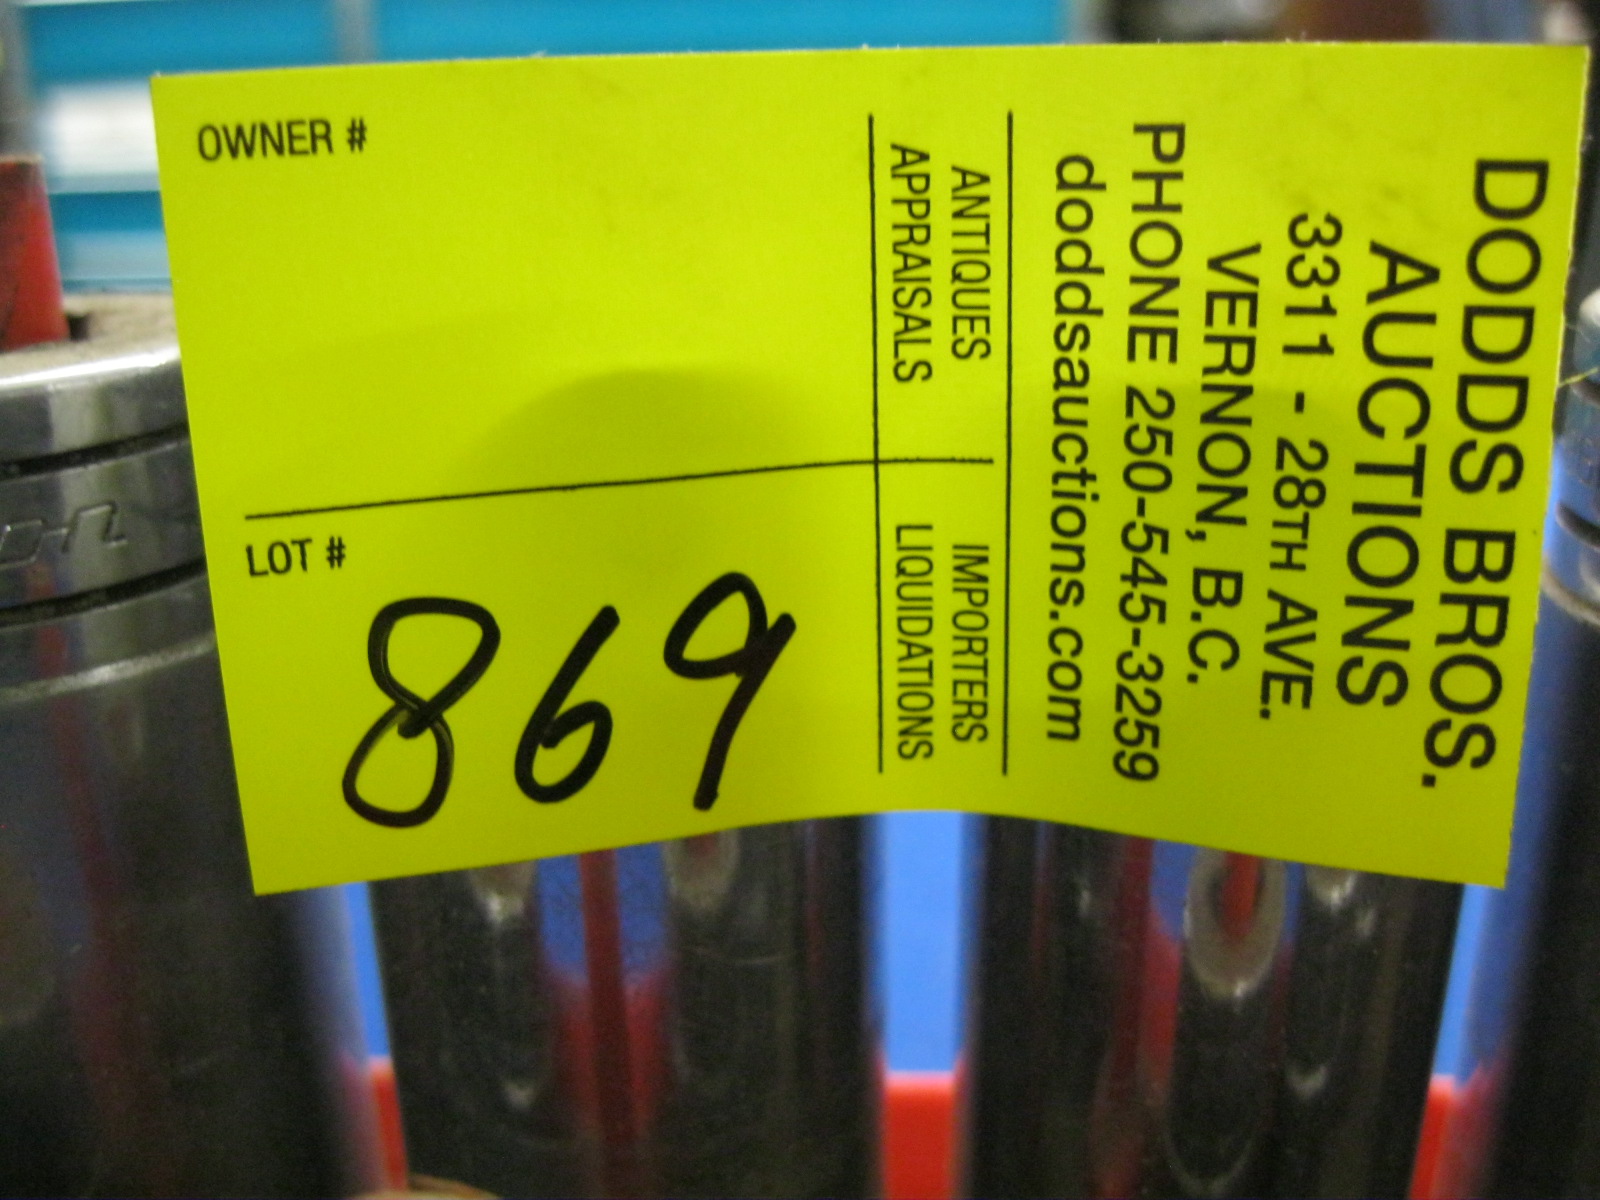 DODDS BROS.
AUCTIONS
3311 - 28TH AVE.
VERNON, B.C.
PHONE 250-545-3259
doddsauctions.com
ANTIQUES IMPORTERS
APPRAISALS LIQUIDATIONS
OWNER #
LOT # 869